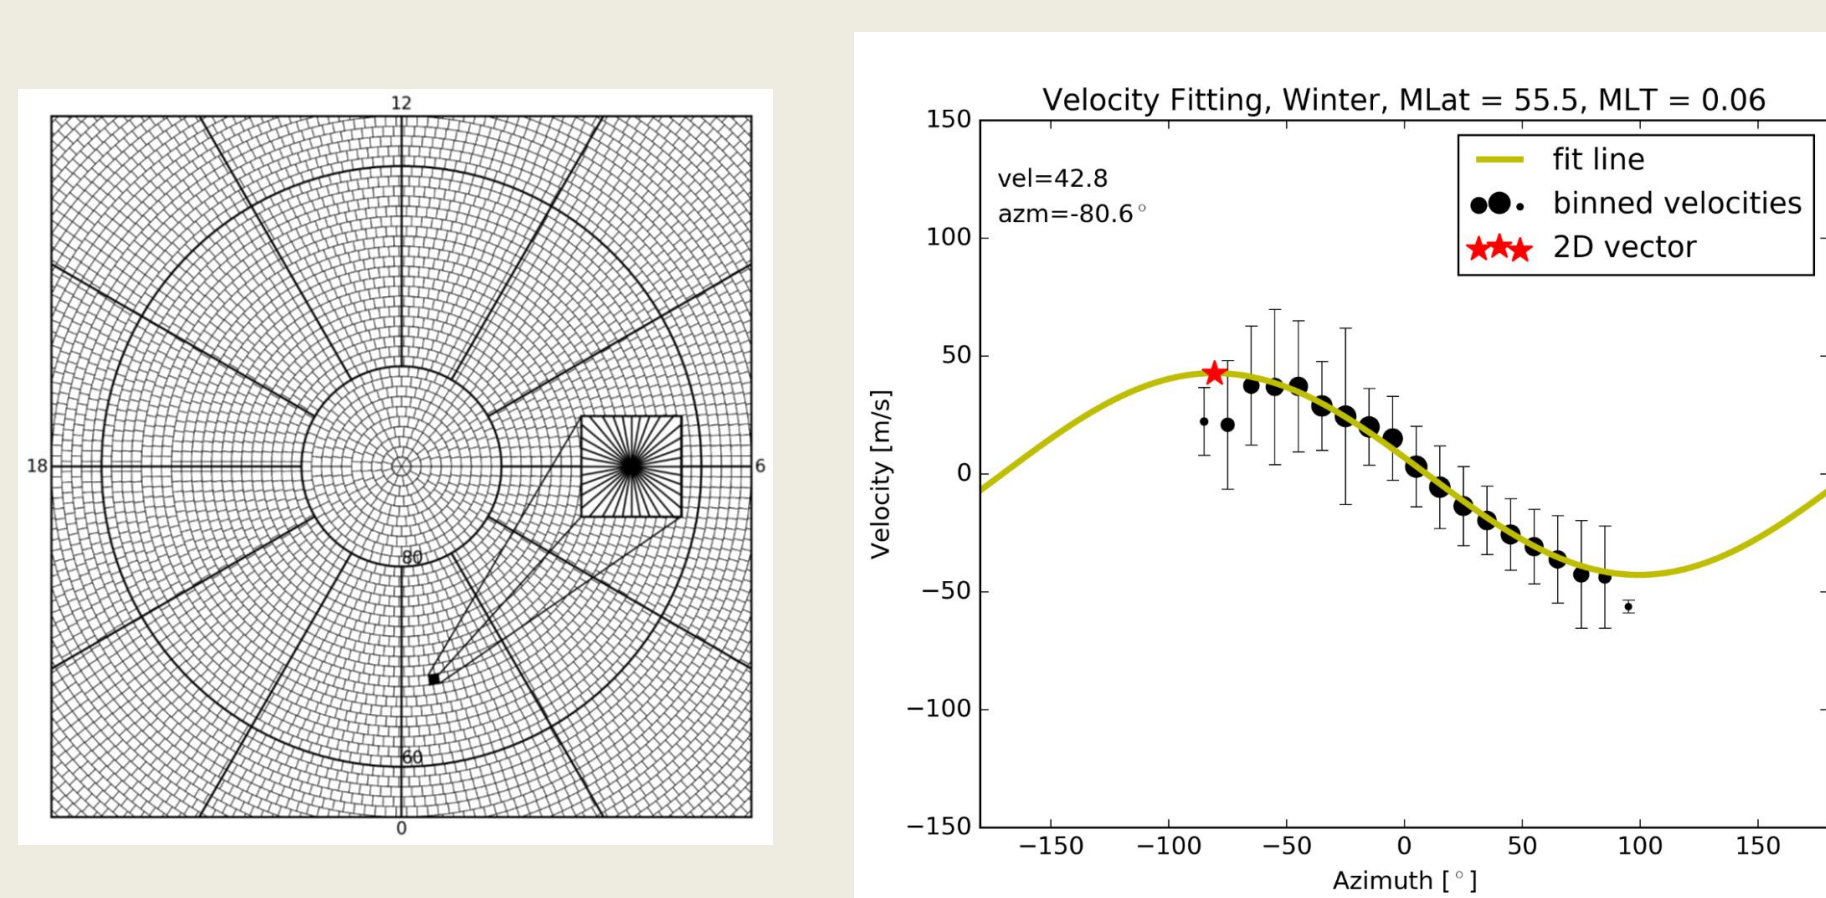 12
18
6
80
60
0
Velocity Fitting, Winter, MLat = 55.5, MLT = 0.06
vel=42.8
azm=-80.6°
fit line
binned velocities
2D vector
Velocity [m/s]
150
100
50
0
−50
−100
−150
−150
−100
−50
0
50
100
150
Azimuth [°]